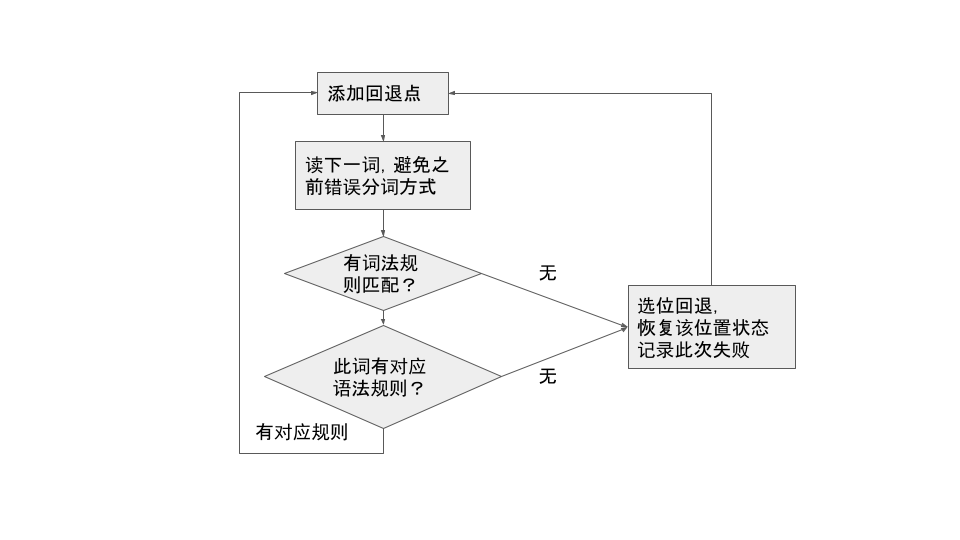 添加回退点
读下一词, 避免之
前错误分词方式
有词法规
则匹配？
无
选位回退,
恢复该位置状态
记录此次失败
此词有对应
语法规则？
无
有对应规则